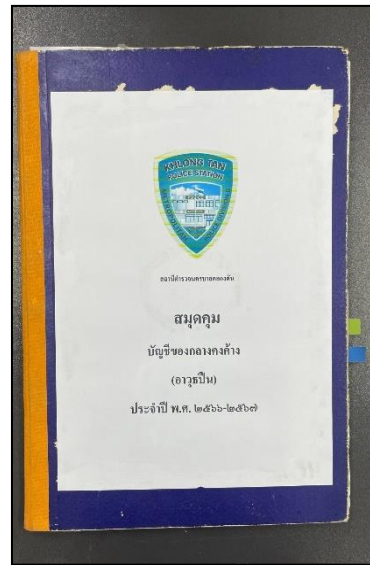 KHLONG TAN
POLICE STATION
สถานีตำรวจนครบาลคลองตัน
สมุดคุม
บัญชีของกลางคงค้าง
(อาวุธปืน)
ประจำปี พ.ศ. ๒๕๖๖-๒๕๖๗